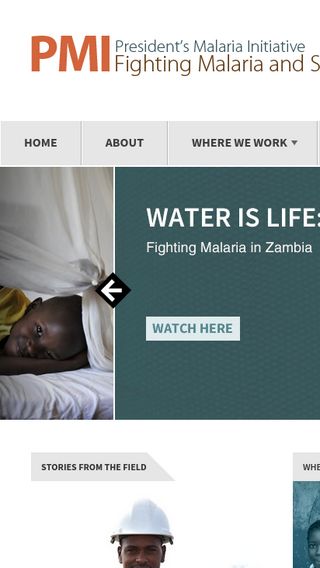 PMI President's Malaria Initiative
Fighting Malaria and S
HOME ABOUT WHERE WE WORK
WATER IS LIFE:
Fighting Malaria in Zambia
WATCH HERE
STORIES FROM THE FIELD
WHE